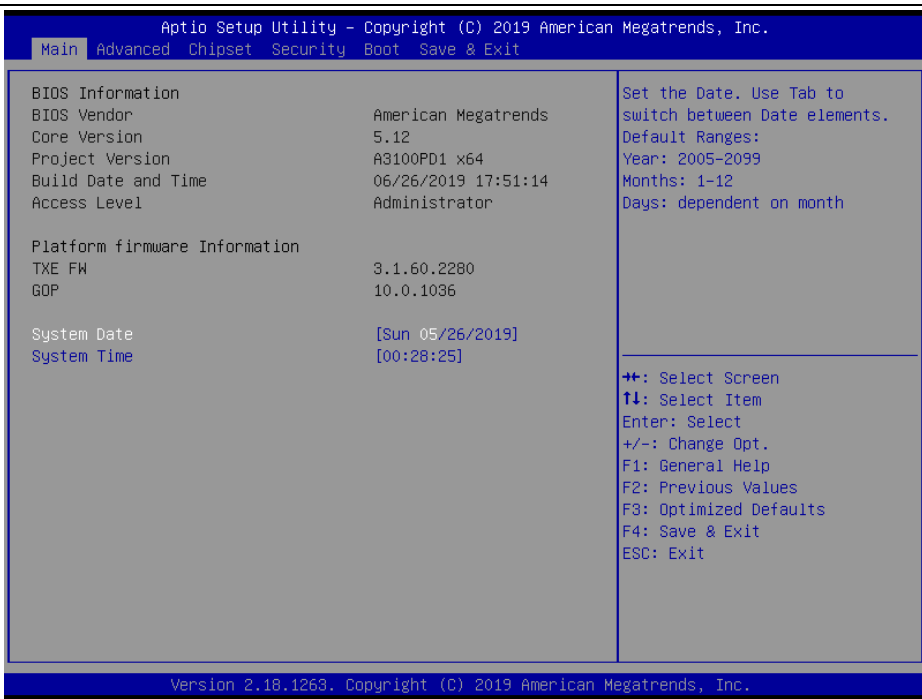 Aptio Setup Utility – Copyright (C) 2019 American Megatrends, Inc.
Main Advanced Chipset Security Boot Save & Exit
BIOS Information
BIOS Vendor American Megatrends
Core Version 5.12
Project Version A3100PD1 x64
Build Date and Time 06/26/2019 17:51:14
Access Level Administrator
Platform firmware Information
TXE FW 3.1.60.2280
GOP 10.0.1036
System Date [Sun 05/26/2019]
System Time [00:28:25]
Set the Date. Use Tab to
switch between Date elements.
Default Ranges:
Year: 2005-2099
Months: 1-12
Days: dependent on month
→←: Select Screen
↑↓: Select Item
Enter: Select
+/-: Change Opt.
F1: General Help
F2: Previous Values
F3: Optimized Defaults
F4: Save & Exit
ESC: Exit
Version 2.18.1263. Copyright (C) 2019 American Megatrends, Inc.